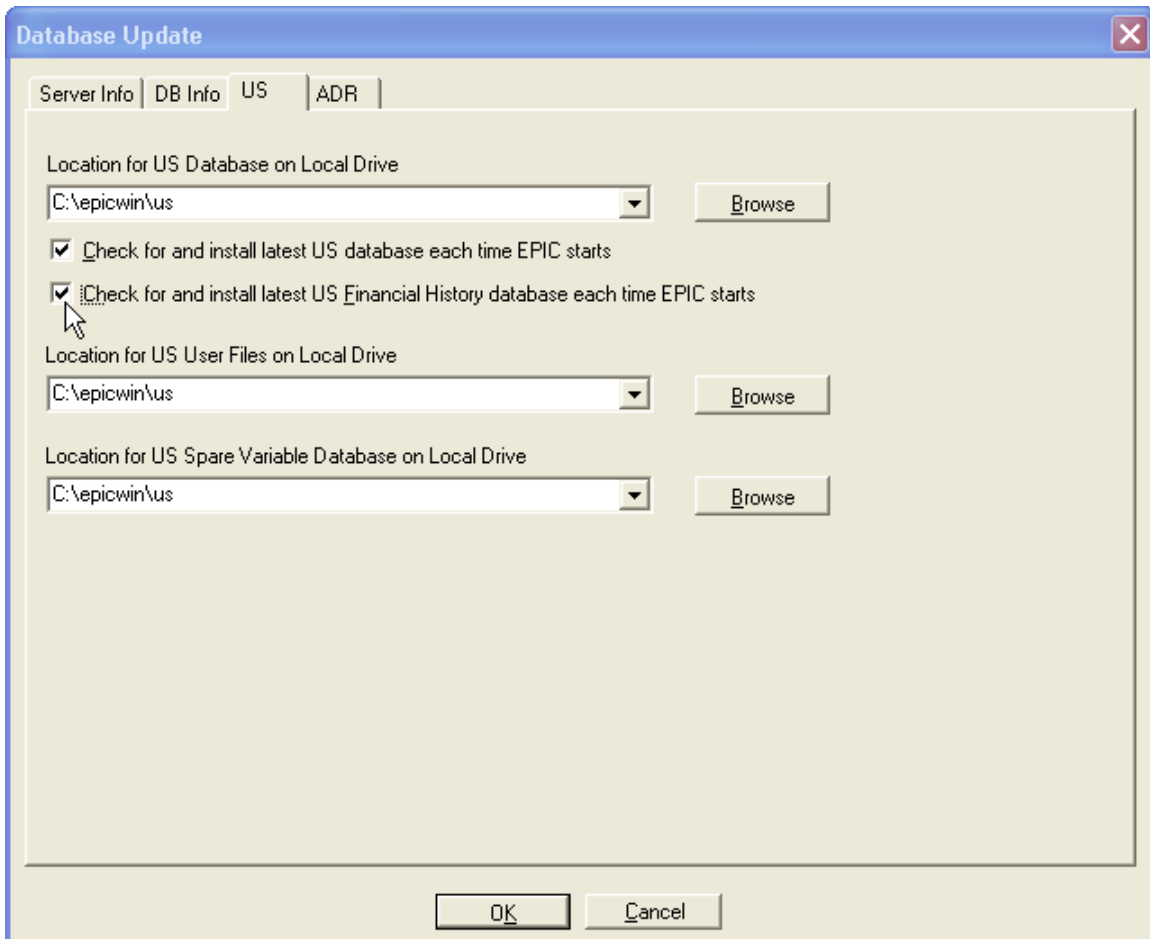 Database Update
Server Info DB Info US ADR
Location for US Database on Local Drive
C:\epicwin\us Browse
Check for and install latest US database each time EPIC starts
Check for and install latest US Financial History database each time EPIC starts
Location for US User Files on Local Drive
C:\epicwin\us Browse
Location for US Spare Variable Database on Local Drive
C:\epicwin\us Browse
OK Cancel